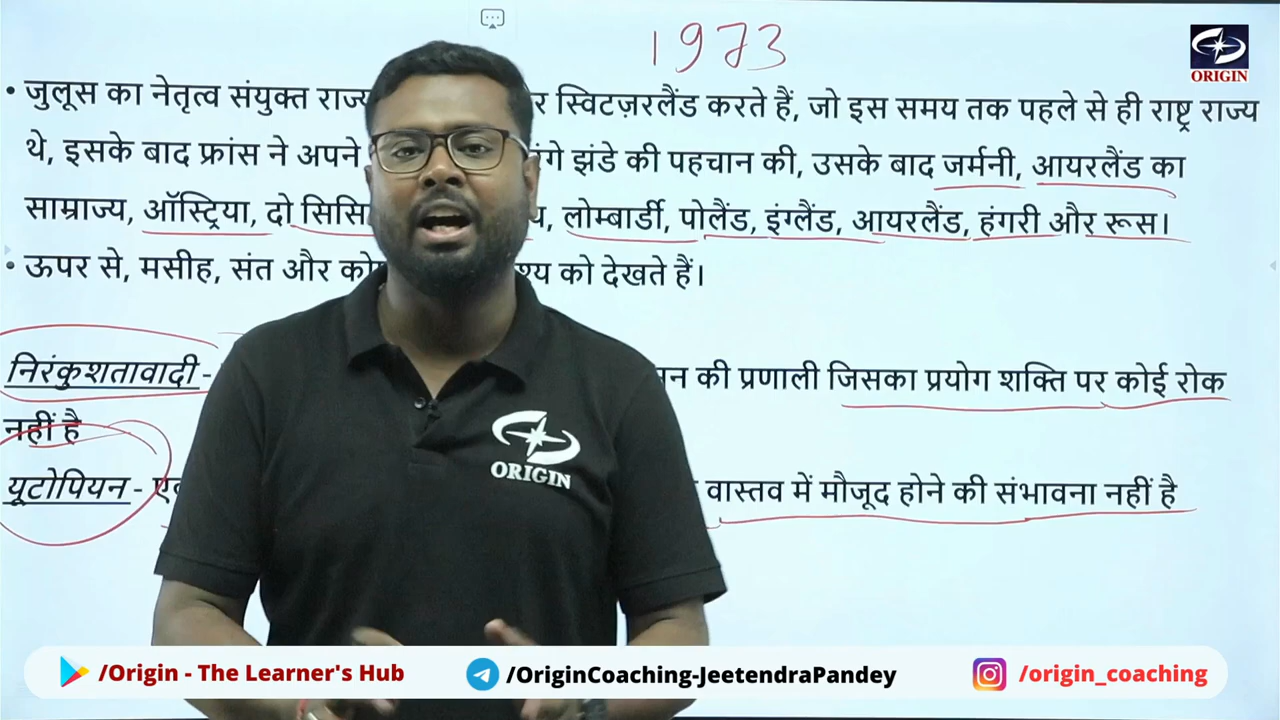 1973
ORIGIN
• जुलूस का नेतृत्व संयुक्त राज्य स्विटज़रलैंड करते हैं, जो इस समय तक पहले से ही राष्ट्र राज्य
थे, इसके बाद फ्रांस ने अपने झंडे की पहचान की, उसके बाद जर्मनी, आयरलैंड का
साम्राज्य, ऑस्ट्रिया, दो लोम्बार्डी, पोलैंड, इंग्लैंड, आयरलैंड, हंगरी और रूस।
• ऊपर से, मसीह, संत और को देखते हैं।
निरंकुशतावादी - की प्रणाली जिसका प्रयोग शक्ति पर कोई रोक
नहीं है
यूटोपियन - वास्तव में मौजूद होने की संभावना नहीं है
ORIGIN
/Origin - The Learner's Hub
/OriginCoaching-JeetendraPandey
/origin_coaching